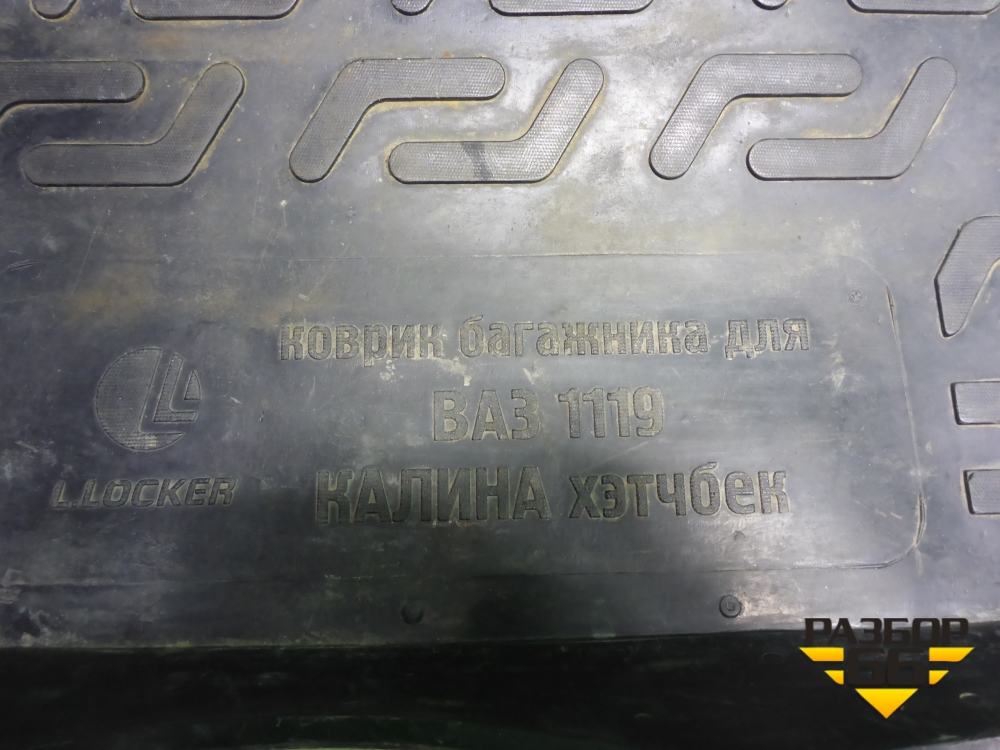 коврик багажника для
ВАЗ 1119
КАЛИНА хэтчбек
L.LOCKER
РАЗБОР
66